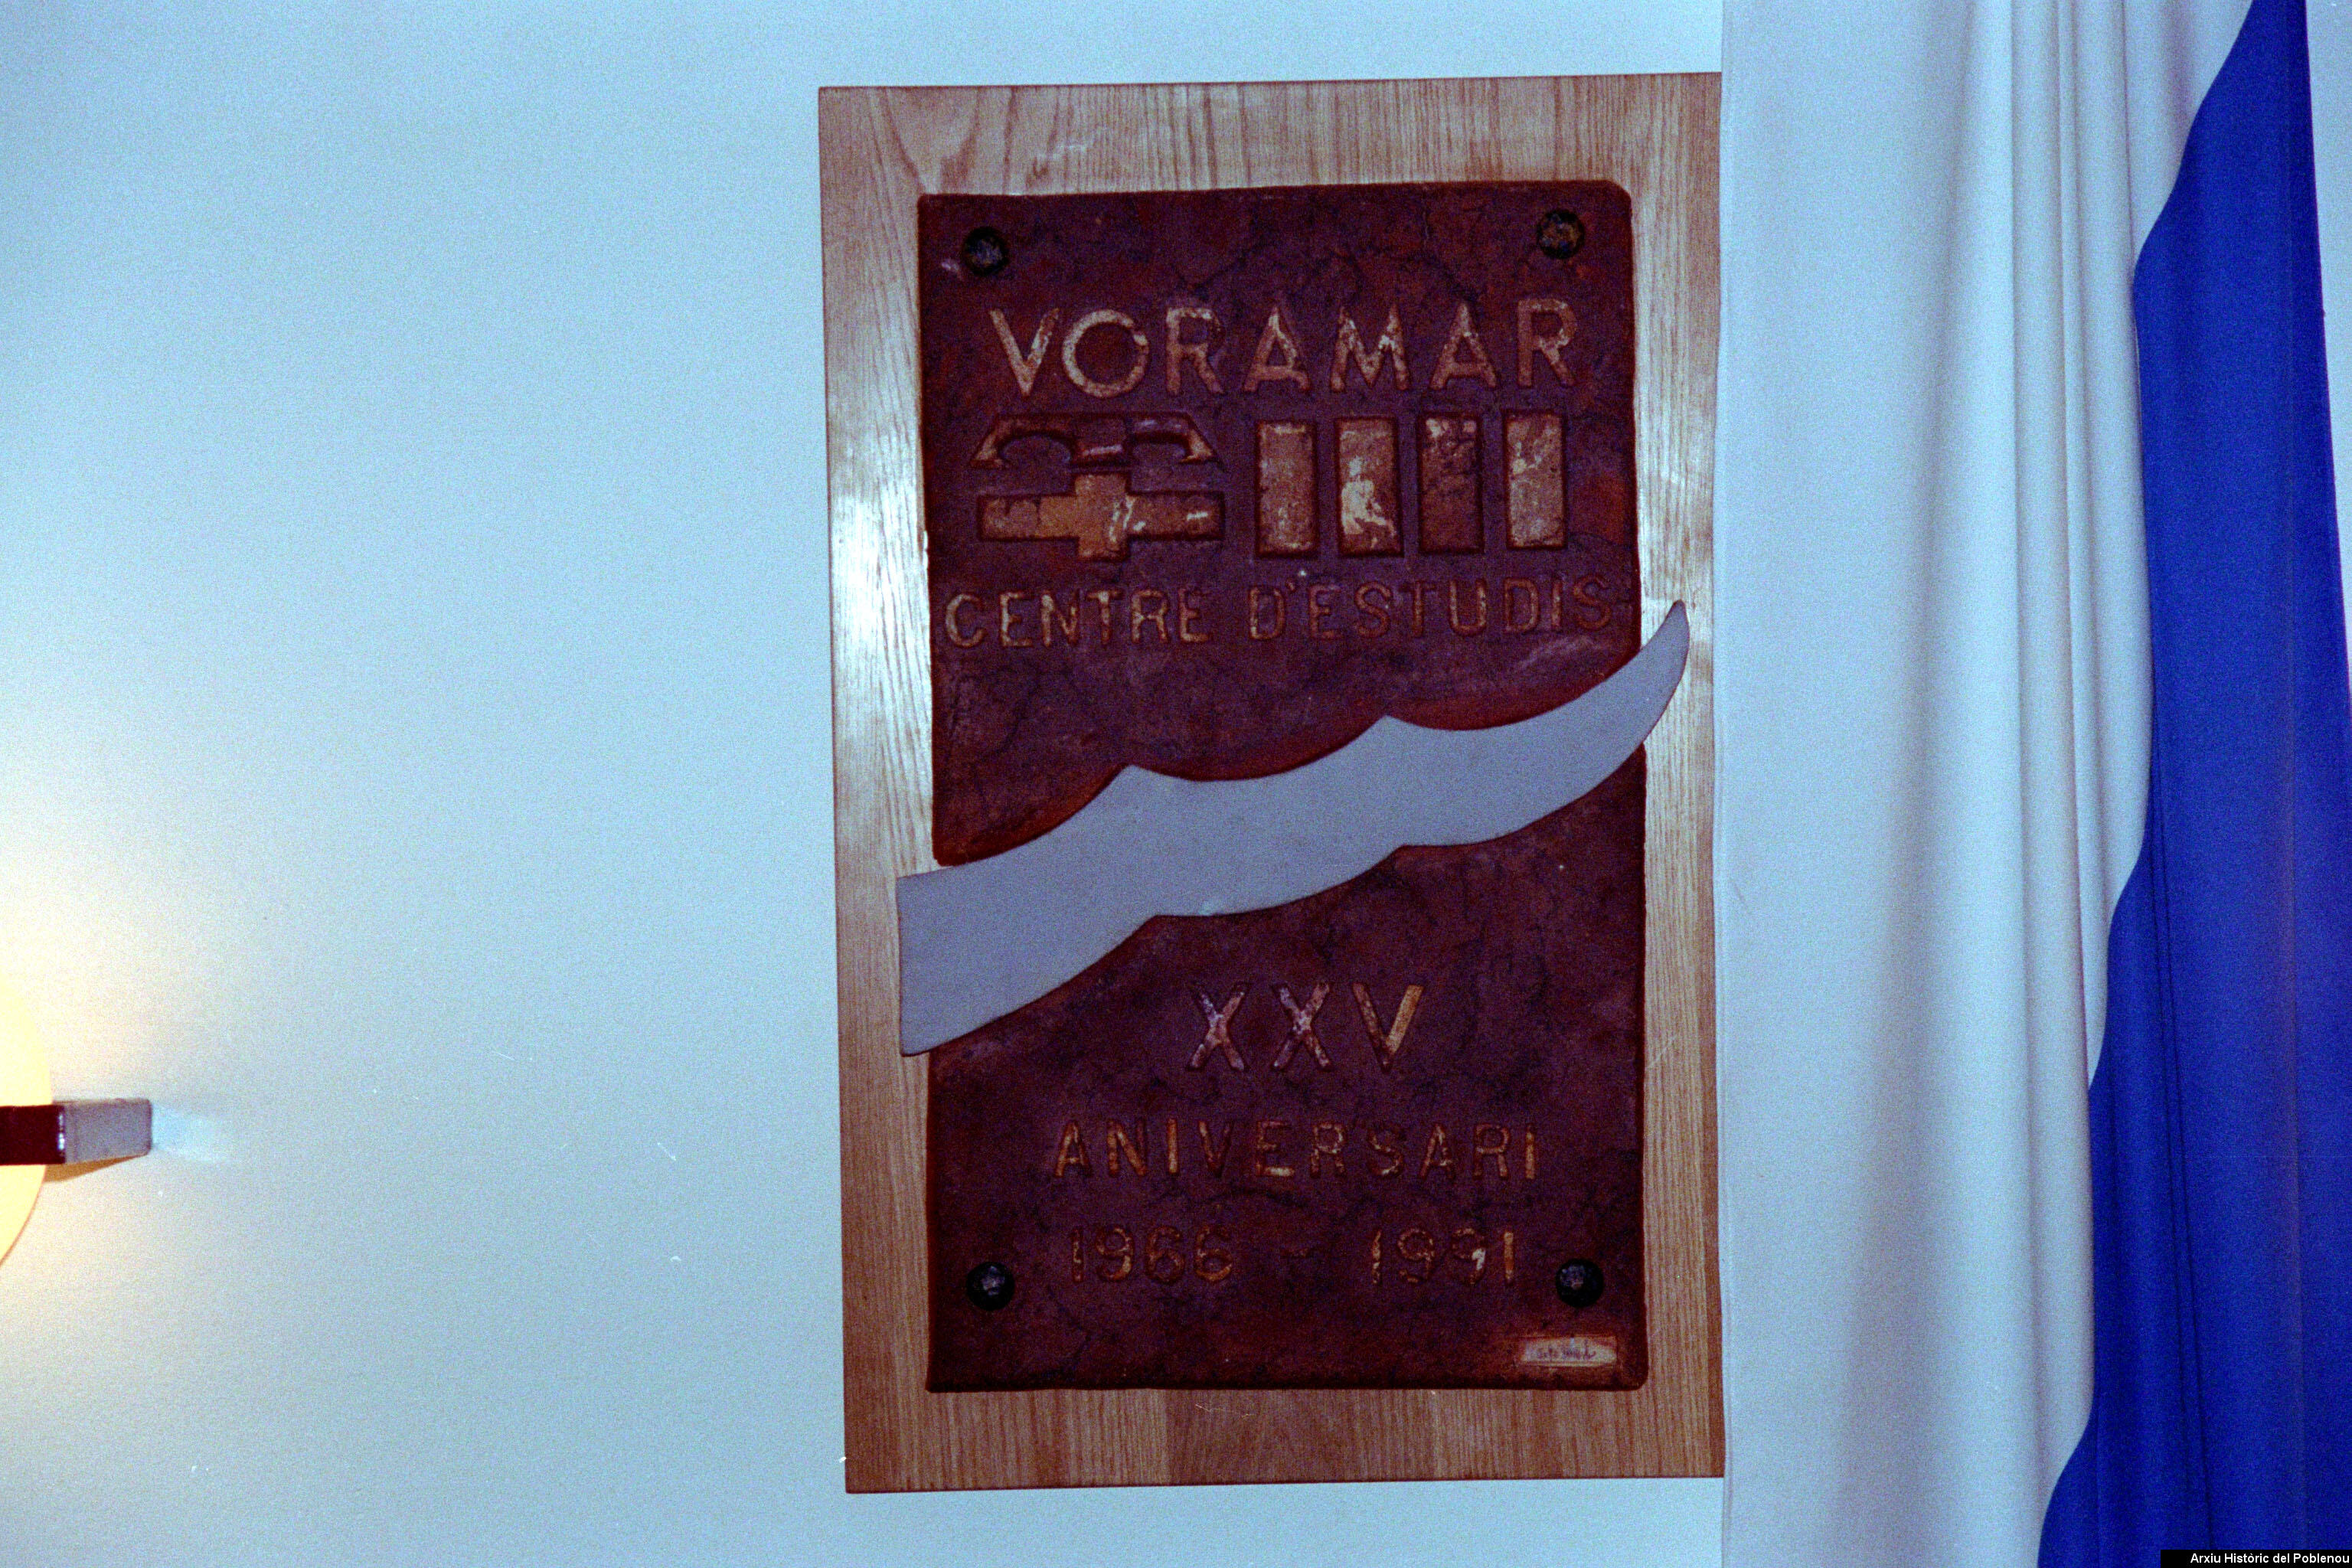 VORAMAR
CENTRE D'ESTUDIS
XXV
ANIVERSARI
1966 - 1991
Arxiu Històric del Poblenou